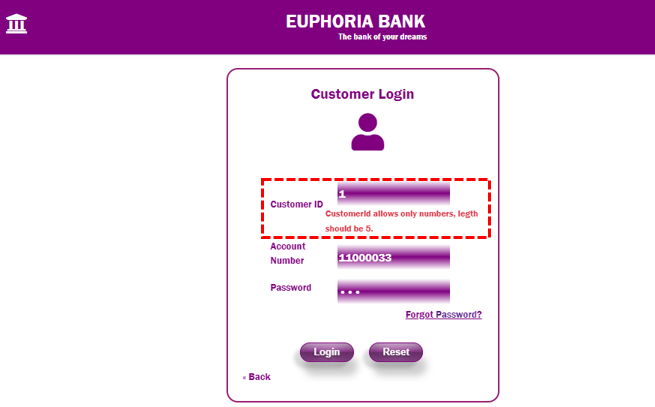 EUPHORIA BANK
The bank of your dreams
Customer Login
Customer ID
1
CustomerId allows only numbers, legth
should be 5.
Account
Number
11000033
Password
Forgot Password?
Login
Reset
Back